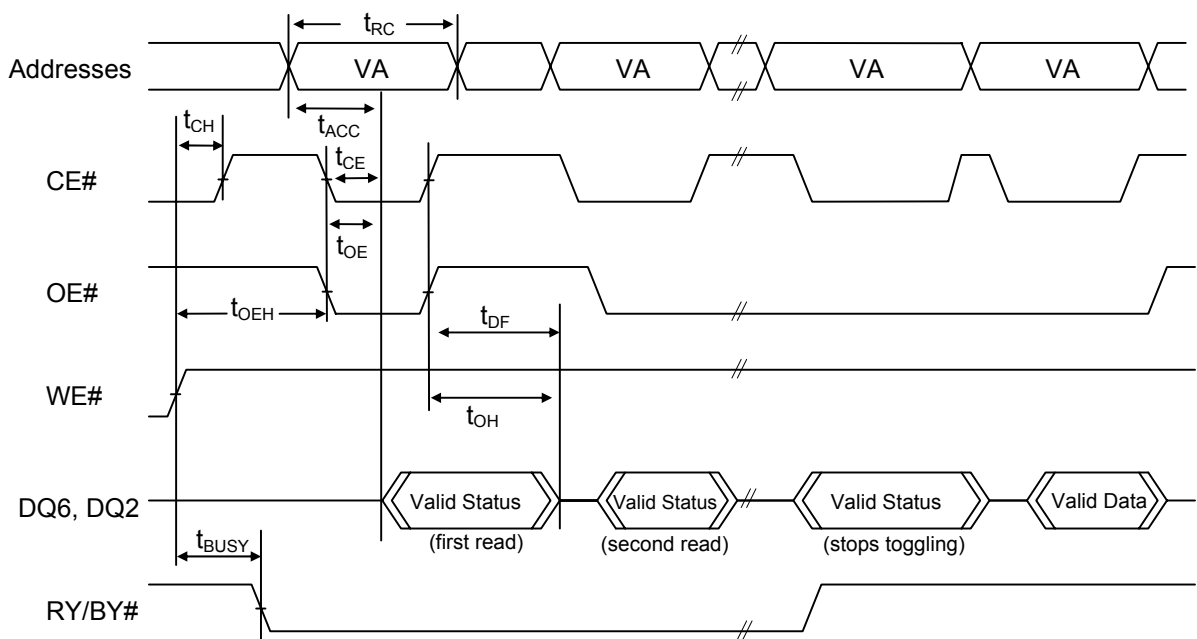 tRC
Addresses VA VA VA VA
tCH
tACC
tCE
CE#
tOE
OE#
tOEH
tDF
WE#
tOH
DQ6, DQ2 Valid Status Valid Status Valid Status Valid Data
(first read) (second read) (stops toggling)
tBUSY
RY/BY#